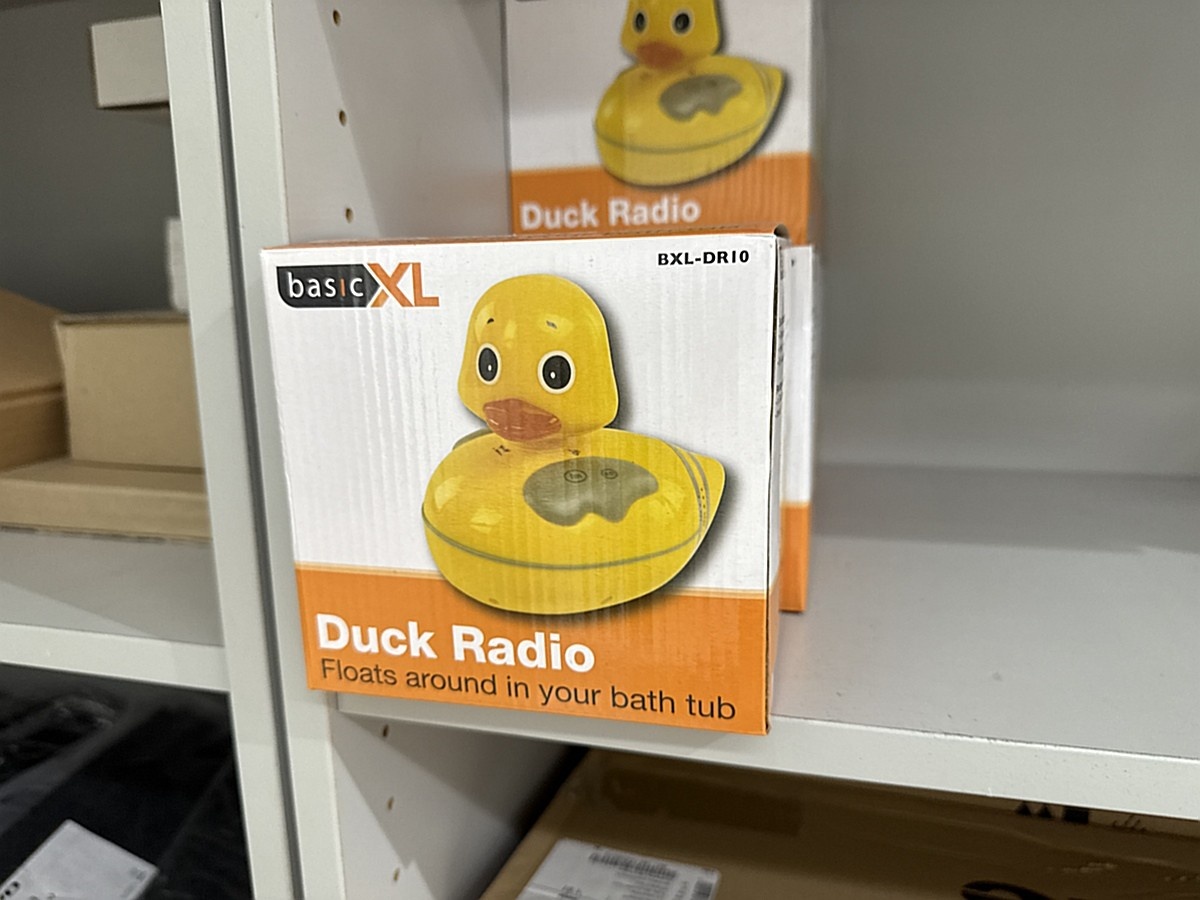 Duck Radio
basicXL
BXL-DR10
Duck Radio
Floats around in your bath tub